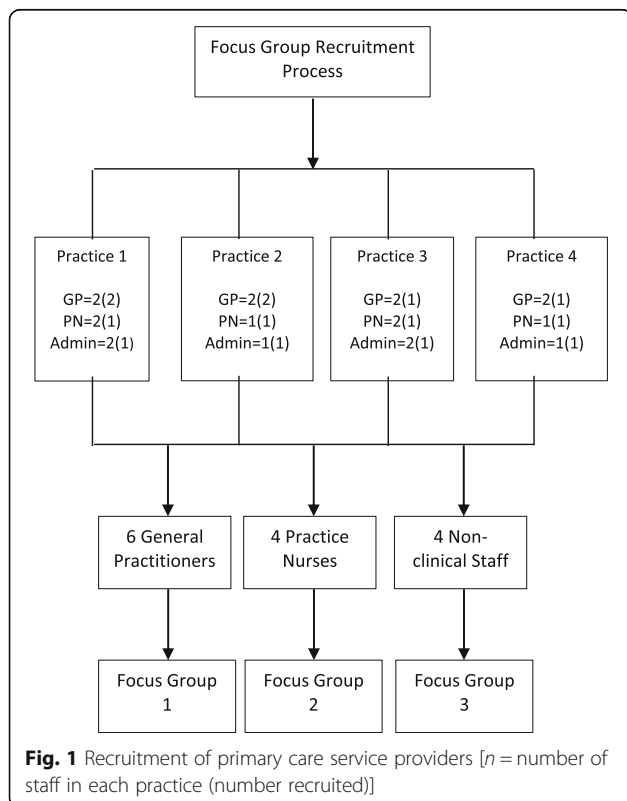 Focus Group Recruitment
Process
Practice 1
GP=2(2)
PN=2(1)
Admin=2(1)
Practice 2
GP=2(2)
PN=1(1)
Admin=1(1)
Practice 3
GP=2(1)
PN=2(1)
Admin=2(1)
Practice 4
GP=2(1)
PN=1(1)
Admin=1(1)
6 General
Practitioners
4 Practice
Nurses
4 Non-
clinical Staff
Focus Group
1
Focus Group
2
Focus Group
3
Fig. 1 Recruitment of primary care service providers [n = number of
staff in each practice (number recruited)]